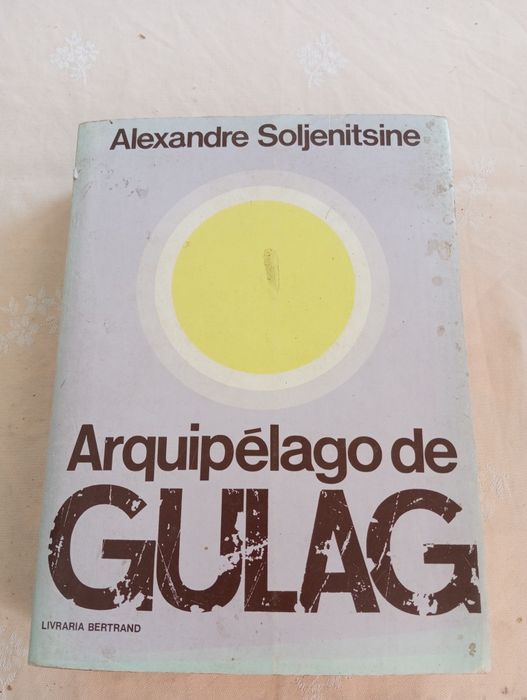 Alexandre Soljenitsine
Arquipélago de
GULAG
LIVRARIA BERTRAND